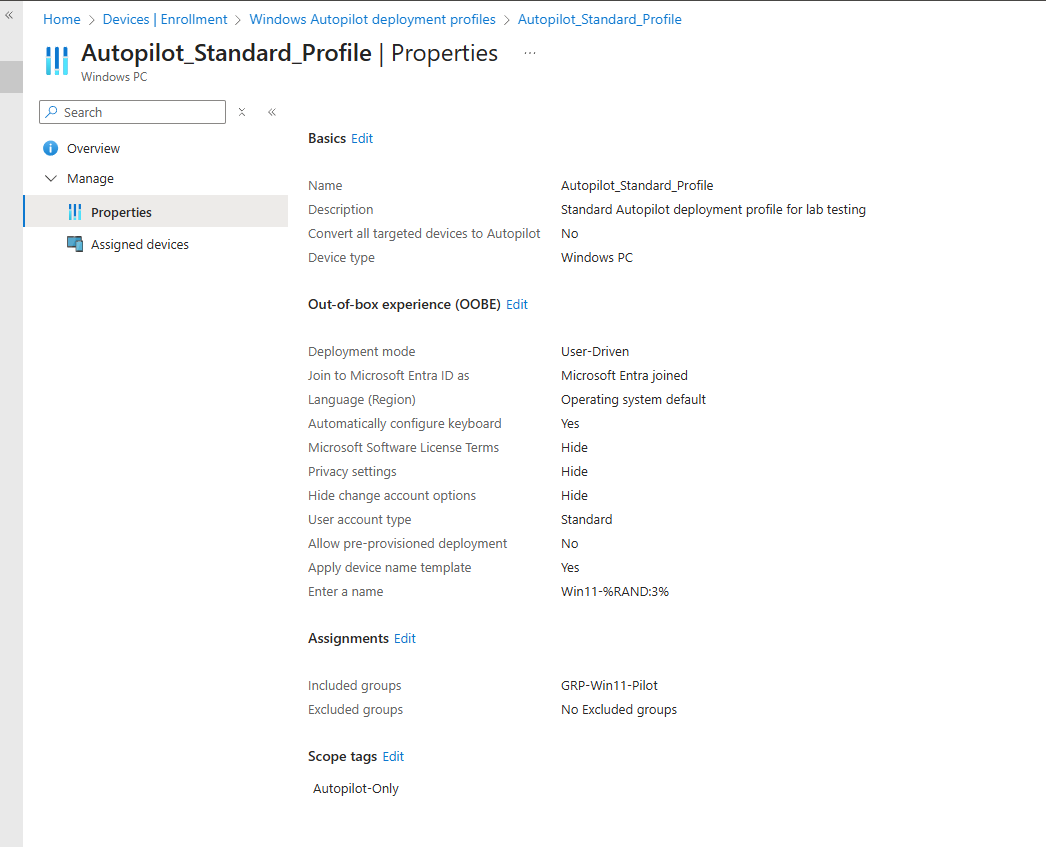 Home > Devices | Enrollment > Windows Autopilot deployment profiles > Autopilot_Standard_Profile
Autopilot_Standard_Profile | Properties ...
Windows PC
Search
Overview
Manage
Properties
Assigned devices
Basics Edit
Name Autopilot_Standard_Profile
Description Standard Autopilot deployment profile for lab testing
Convert all targeted devices to Autopilot No
Device type Windows PC
Out-of-box experience (OOBE) Edit
Deployment mode User-Driven
Join to Microsoft Entra ID as Microsoft Entra joined
Language (Region) Operating system default
Automatically configure keyboard Yes
Microsoft Software License Terms Hide
Privacy settings Hide
Hide change account options Hide
User account type Standard
Allow pre-provisioned deployment No
Apply device name template Yes
Enter a name Win11-%RAND:3%
Assignments Edit
Included groups GRP-Win11-Pilot
Excluded groups No Excluded groups
Scope tags Edit
Autopilot-Only